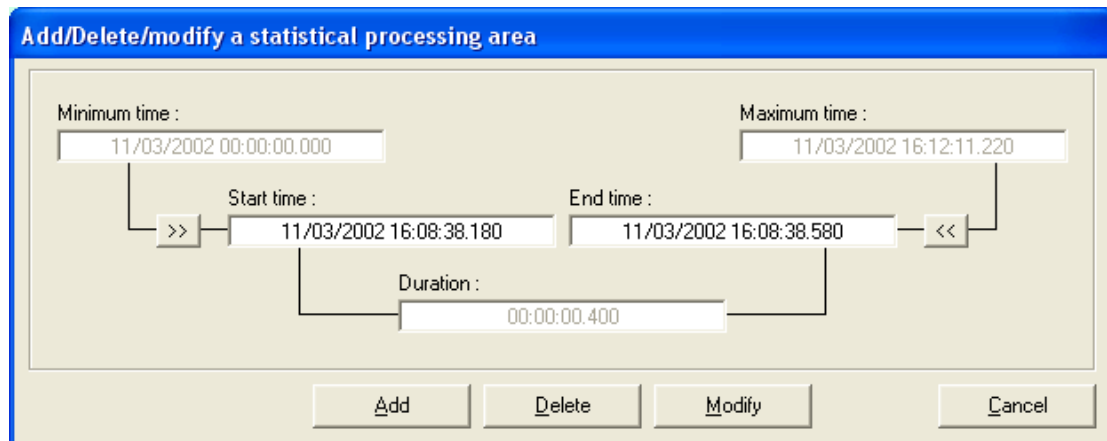 Add/Delete/modify a statistical processing area
Minimum time : Maximum time :
11/03/2002 00:00:00.000 11/03/2002 16:12:11.220
Start time : End time :
>> 11/03/2002 16:08:38.180 11/03/2002 16:08:38.580 <<
Duration :
00:00:00.400
Add Delete Modify Cancel